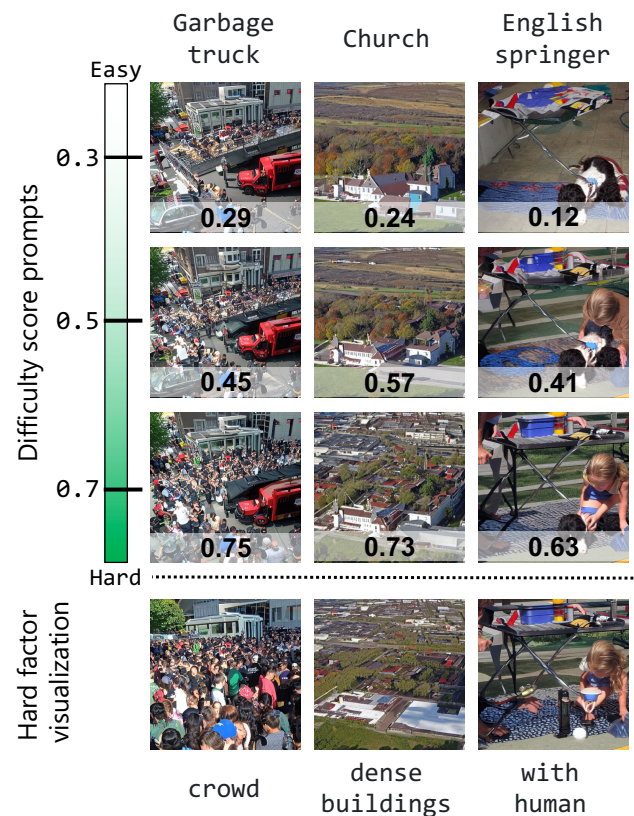 Garbage
truck
Church
English
springer
Easy
0.3
0.5
0.7
Hard
Difficulty score prompts
0.29
0.24
0.12
0.45
0.57
0.41
0.75
0.73
0.63
Hard factor
visualization
crowd
dense
buildings
with
human